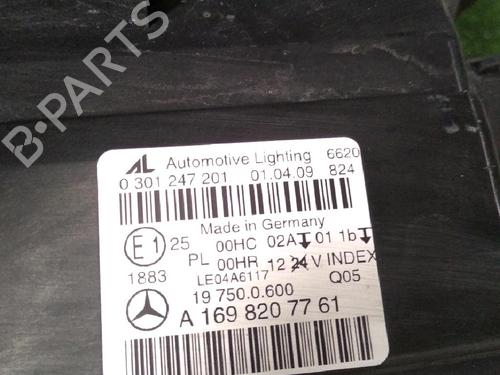 B-PARTS
AL Automotive Lighting 6620
0 301 247 201 01.04.09 824
Made in Germany
E1 25 00HC 02A 01 1b
PL 00HR 12 24 V INDEX
1883 LE04A6117 Q05
19 750.0.600
A 169 820 77 61